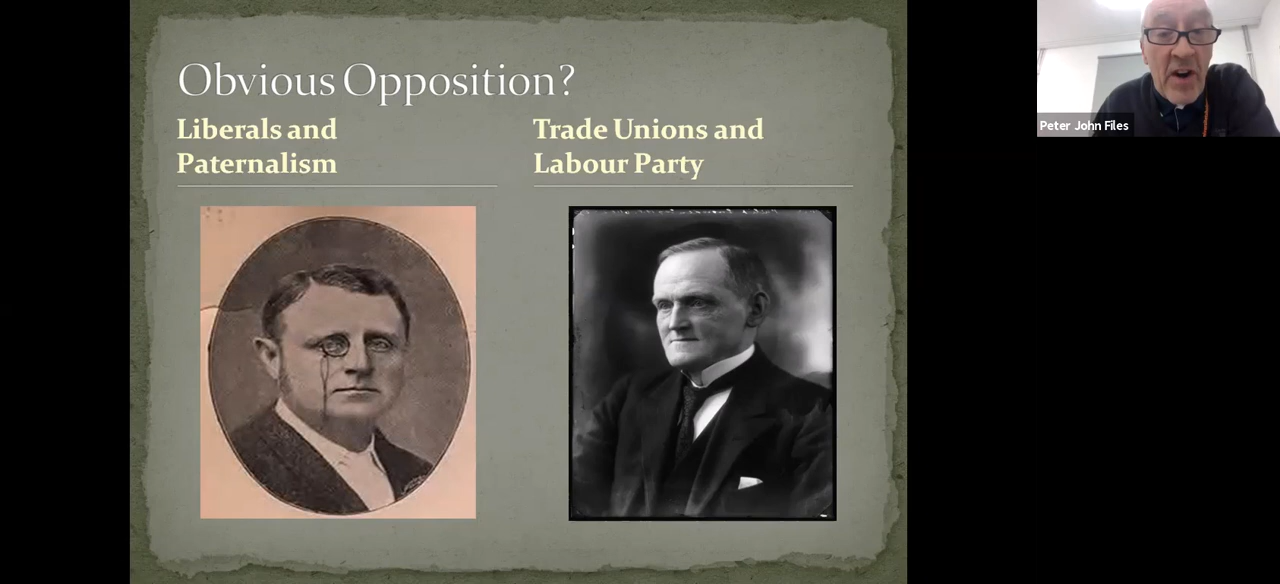 Obvious Opposition?
Liberals and
Paternalism
Trade Unions and
Labour Party
Peter John Files